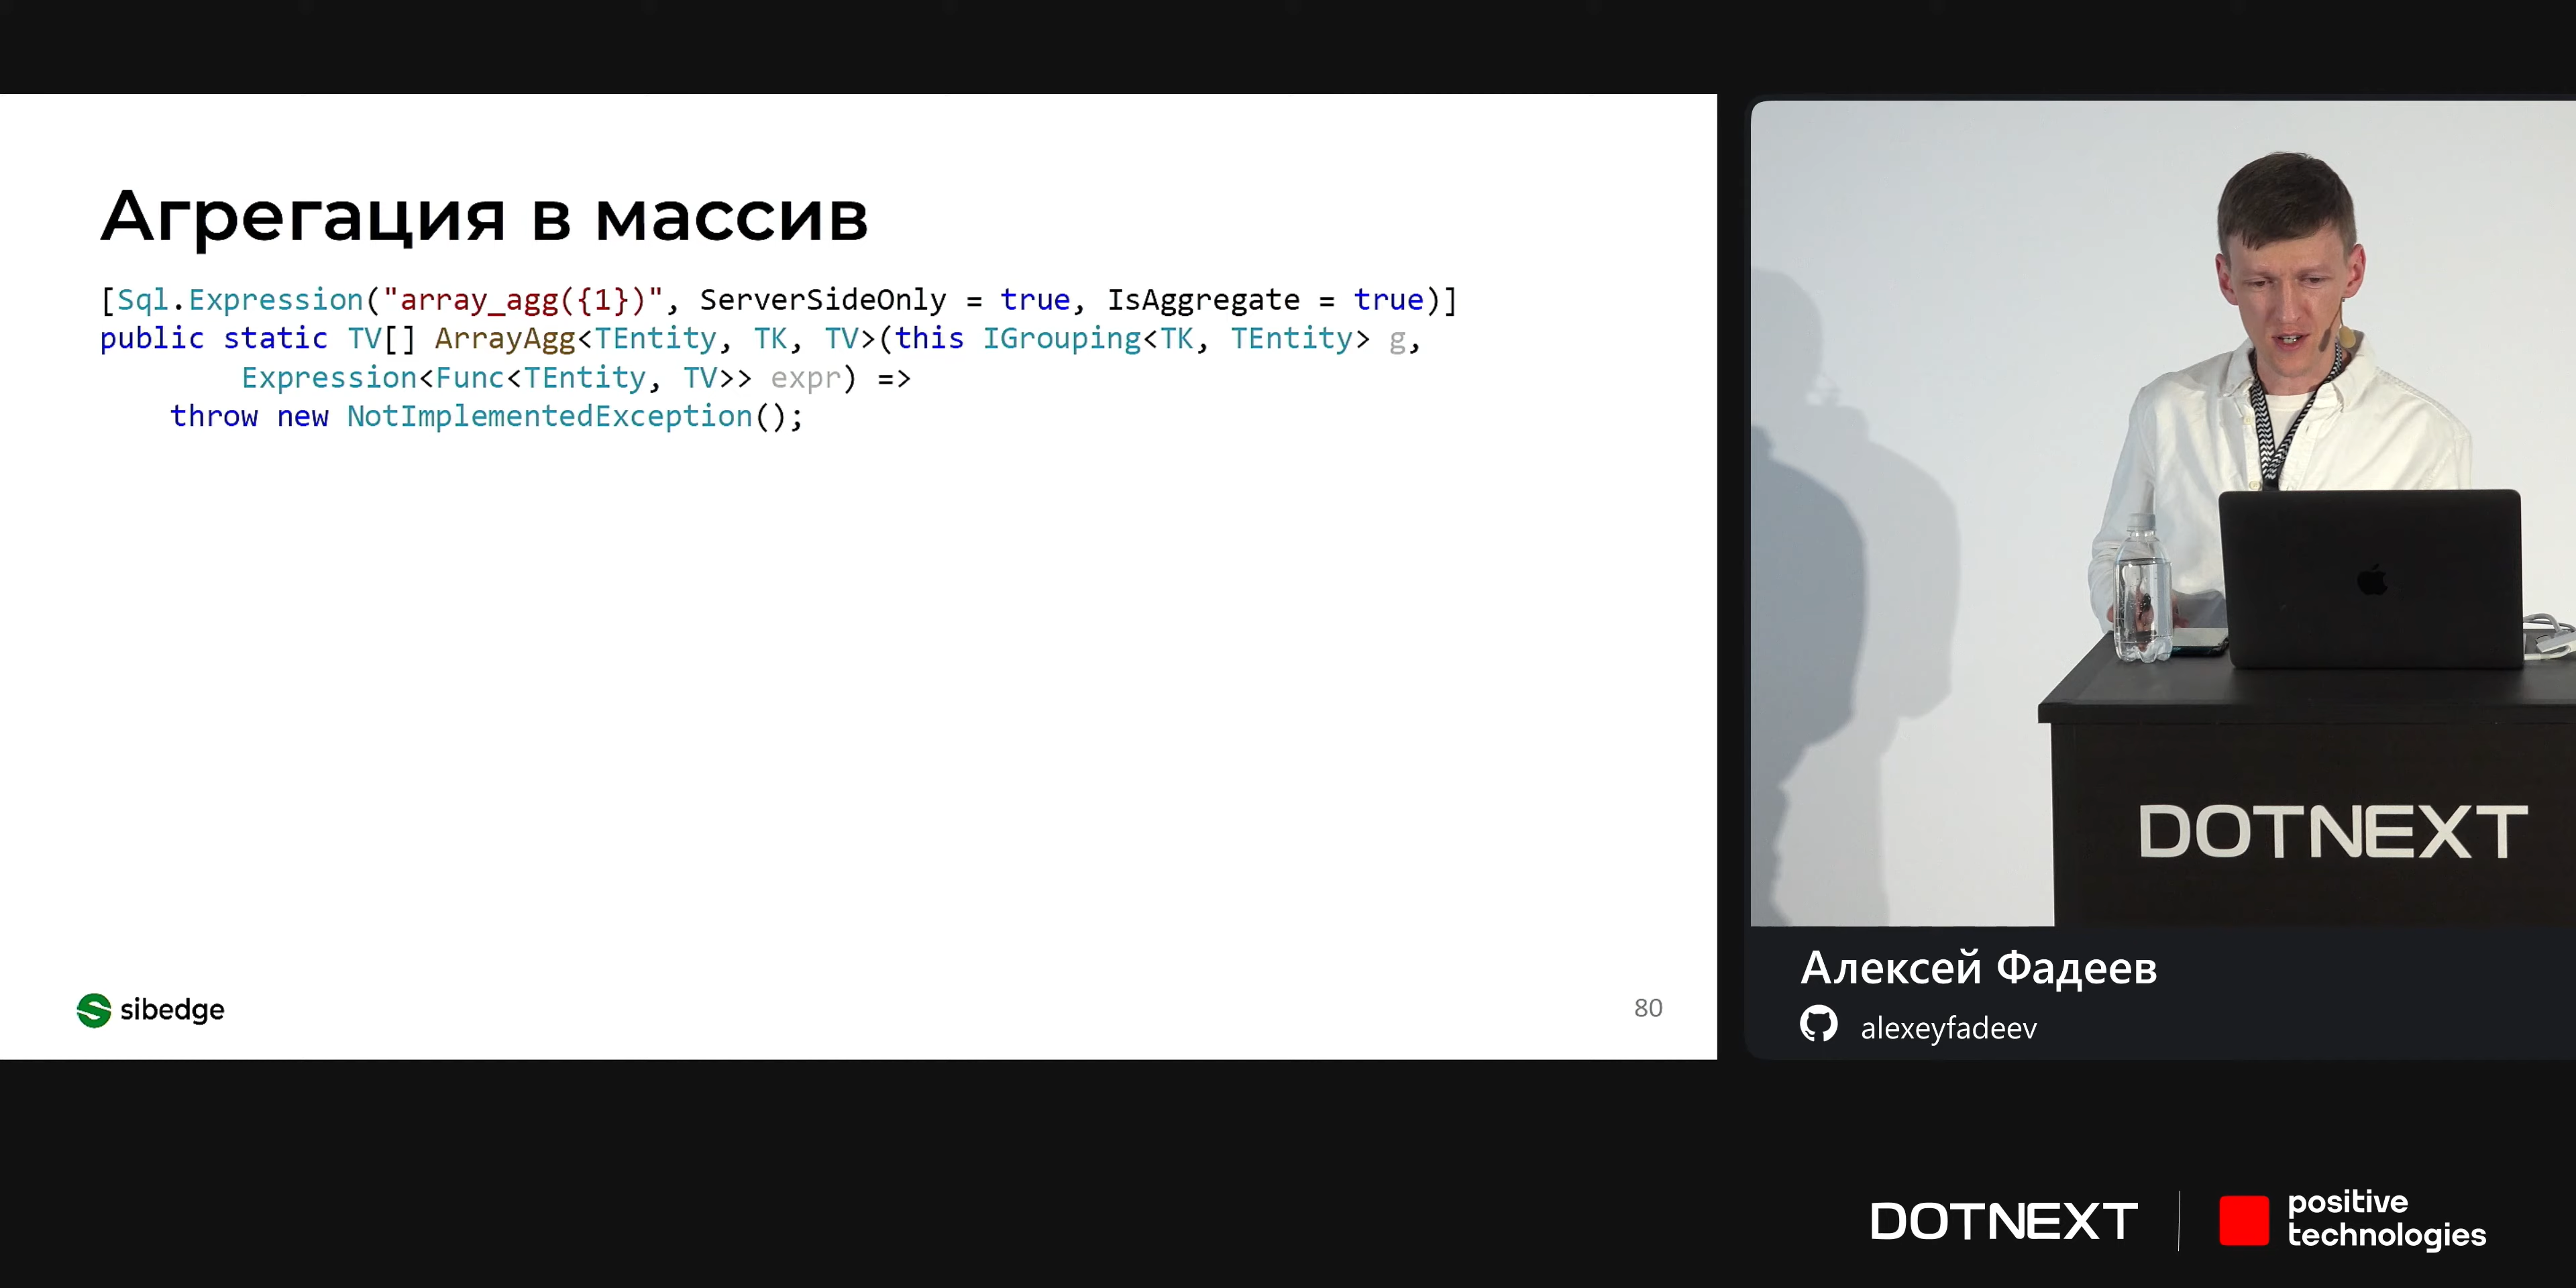 Агрегация в массив
[Sql.Expression("array_agg({1})", ServerSideOnly = true, IsAggregate = true)]
public static TV[] ArrayAgg<TEntity, TK, TV>(this IGrouping<TK, TEntity> g,
Expression<Func<TEntity, TV>> expr) =>
throw new NotImplementedException();
sibedge
80
DOTNEXT
Алексей Фадеев
alexeyfadeev
DOTNEXT
positive
technologies